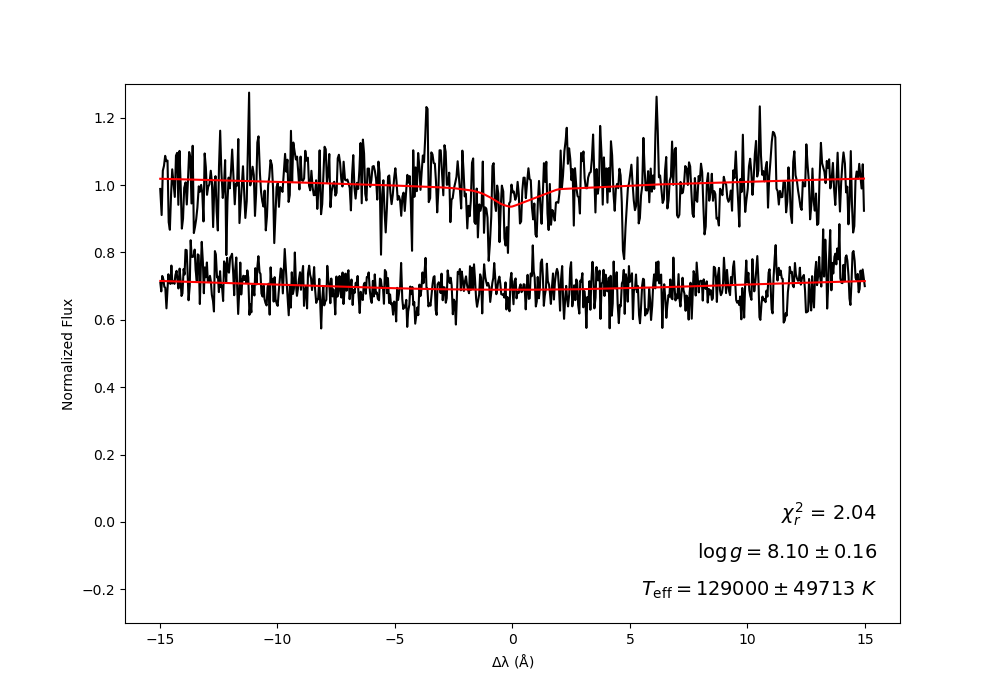 1.2
1.0
0.8
0.6
0.4
0.2
0.0
−0.2
Normalized Flux
χ²ᵣ = 2.04
log g = 8.10 ± 0.16
T_eff = 129000 ± 49713 K
−15 −10 −5 0 5 10 15
Δλ (Å)